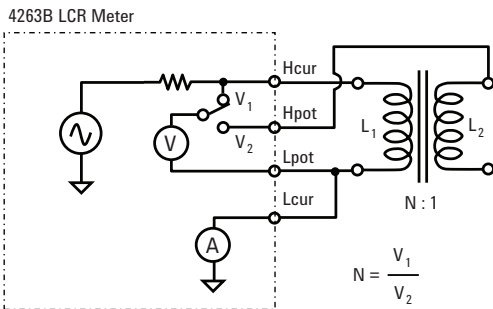 4263B LCR Meter
Hcur
V1
Hpot
V
V2
L1
L2
Lpot
Lcur
N : 1
A
N = V1 / V2